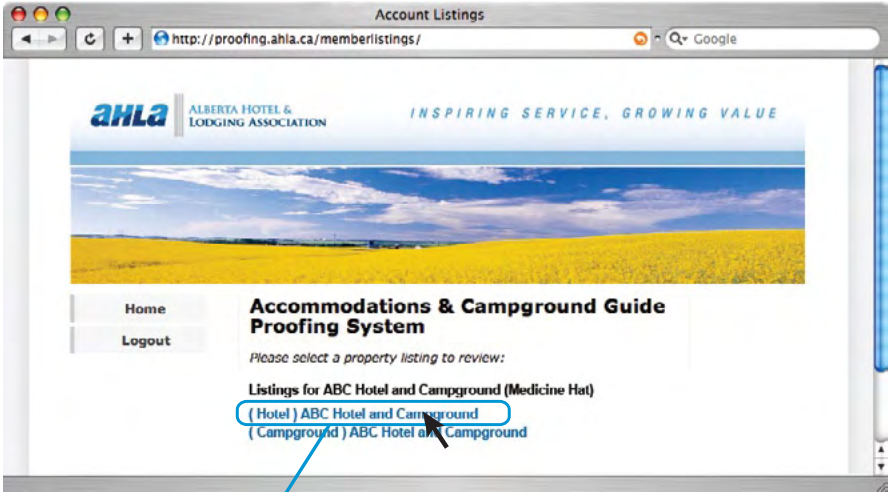 Account Listings
http://proofing.ahla.ca/memberlistings/
Google
aHLa
ALBERTA HOTEL &
LODGING ASSOCIATION
INSPIRING SERVICE, GROWING VALUE
Home
Logout
Accommodations & Campground Guide
Proofing System
Please select a property listing to review:
Listings for ABC Hotel and Campground (Medicine Hat)
( Hotel ) ABC Hotel and Campground
( Campground ) ABC Hotel and Campground